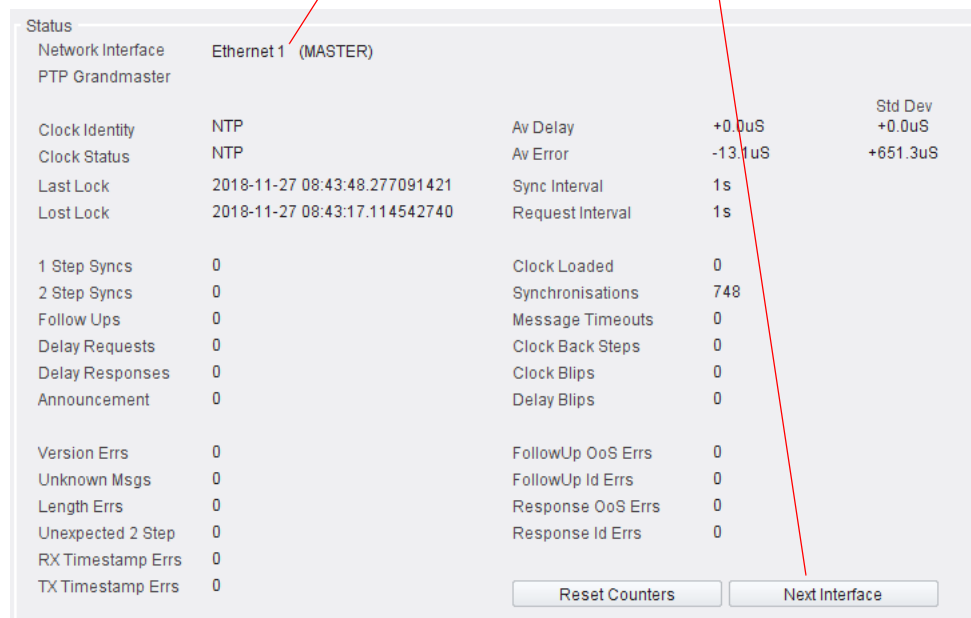 Status
Network Interface Ethernet 1 (MASTER)
PTP Grandmaster
Std Dev
Clock Identity NTP Av Delay +0.0uS +0.0uS
Clock Status NTP Av Error -13.1uS +651.3uS
Last Lock 2018-11-27 08:43:48.277091421 Sync Interval 1s
Lost Lock 2018-11-27 08:43:17.114542740 Request Interval 1s
1 Step Syncs 0 Clock Loaded 0
2 Step Syncs 0 Synchronisations 748
Follow Ups 0 Message Timeouts 0
Delay Requests 0 Clock Back Steps 0
Delay Responses 0 Clock Blips 0
Announcement 0 Delay Blips 0
Version Errs 0 FollowUp OoS Errs 0
Unknown Msgs 0 FollowUp Id Errs 0
Length Errs 0 Response OoS Errs 0
Unexpected 2 Step 0 Response Id Errs 0
RX Timestamp Errs 0
TX Timestamp Errs 0
Reset Counters Next Interface